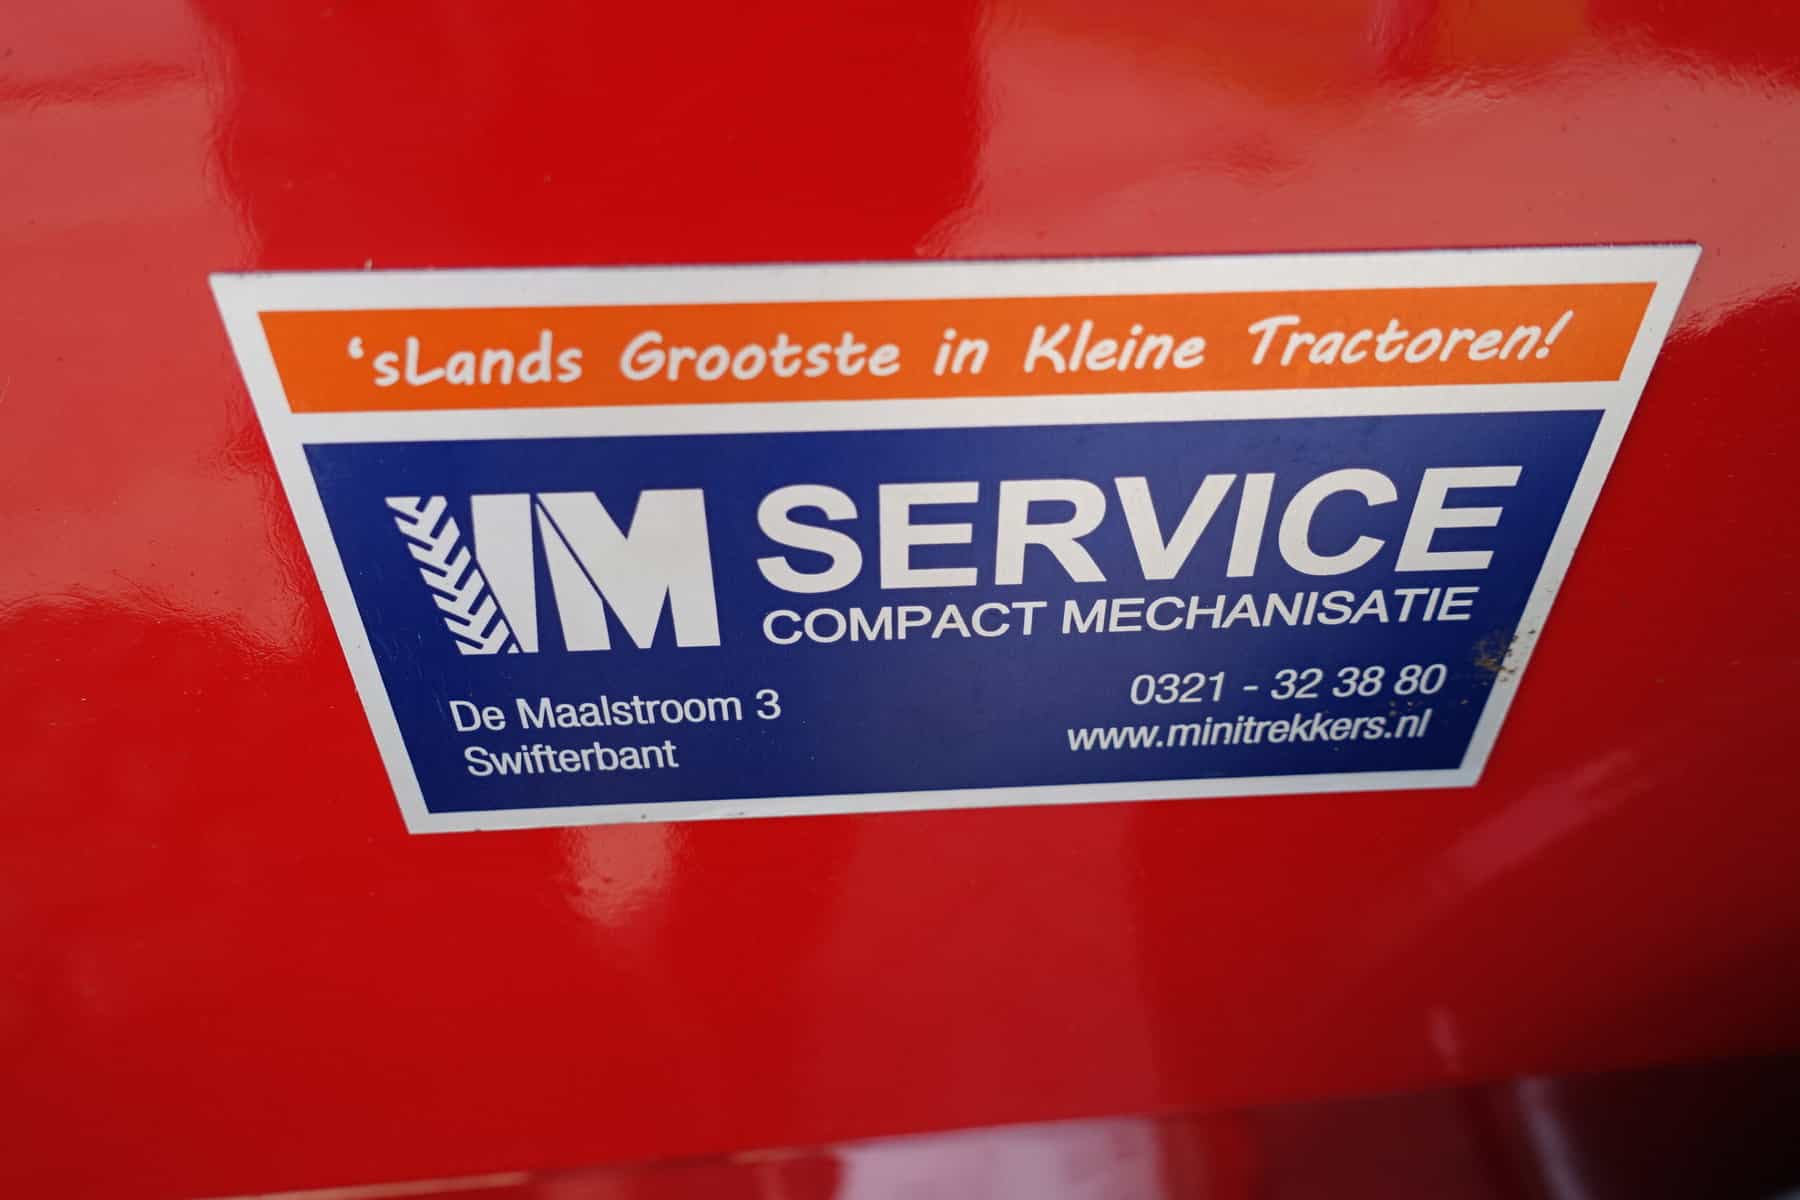 ‘sLands Grootste in Kleine Tractoren!
VM SERVICE
COMPACT MECHANISATIE
De Maalstroom 3
Swifterbant
0321 - 32 38 80
www.minitrekkers.nl